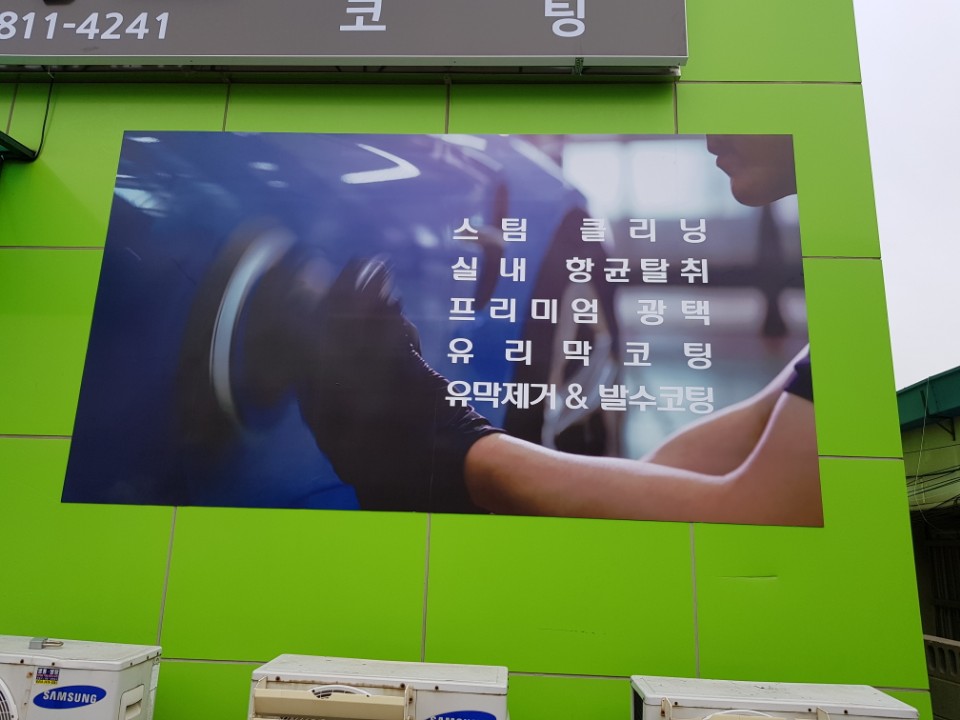 811-4241 코 팅
스 팀 클 리 닝
실 내 항균탈취
프리미엄 광택
유 리 막 코 팅
유막제거 & 발수코팅
SAMSUNG
SAMSUNG